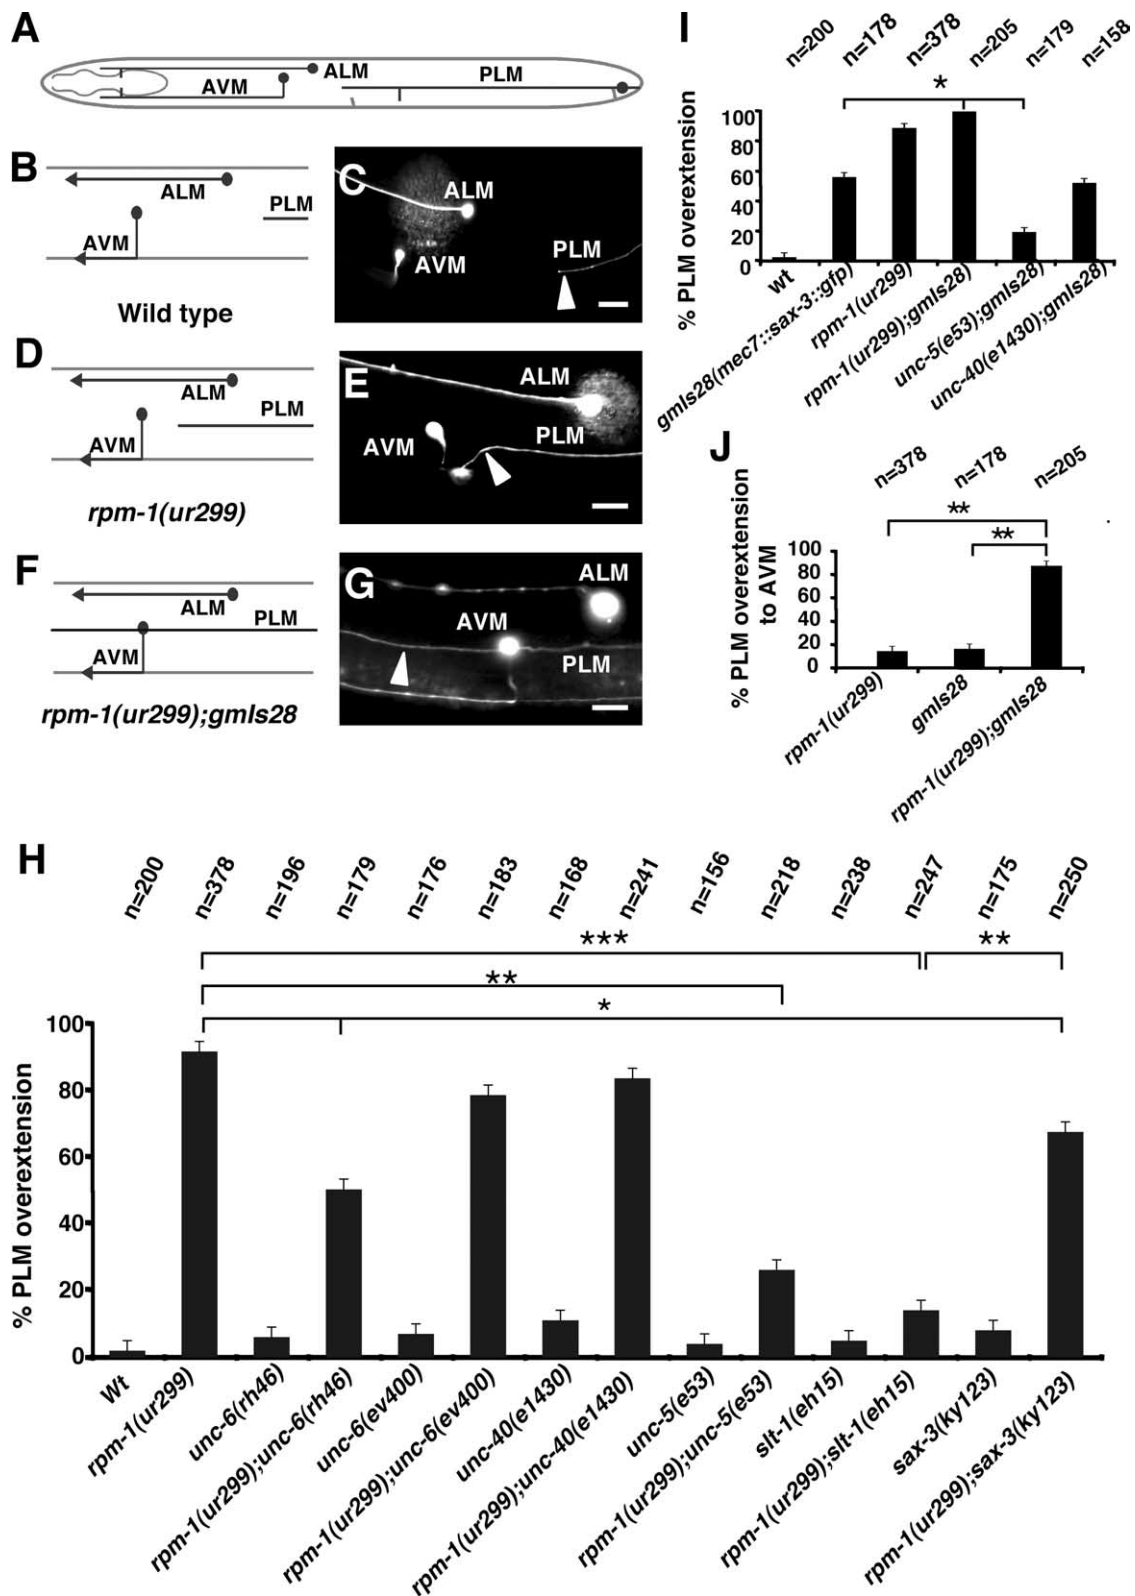 A
ALM
AVM
PLM
B
ALM
PLM
AVM
Wild type
C
ALM
AVM
PLM
D
ALM
PLM
AVM
rpm-1(ur299)
E
ALM
AVM
PLM
F
ALM
PLM
AVM
rpm-1(ur299);gmIs28
G
ALM
AVM
PLM
I
n=200
n=178
n=378
n=205
n=179
n=158
*
% PLM overextension
100
80
60
40
20
0
wt
gmIs28(mec7::sax-3::gfp)
rpm-1(ur299)
rpm-1(ur299);gmIs28)
unc-5(e53);gmIs28)
unc-40(e1430);gmIs28)
J
n=378
n=178
n=205
**
**
% PLM overextension
to AVM
100
80
60
40
20
0
rpm-1(ur299)
gmIs28
rpm-1(ur299);gmIs28
H
n=200
n=378
n=196
n=179
n=176
n=183
n=168
n=241
n=156
n=218
n=238
n=247
n=175
n=250
***
**
**
*
% PLM overextension
100
80
60
40
20
0
Wt
rpm-1(ur299)
unc-6(rh46)
rpm-1(ur299);unc-6(rh46)
unc-6(ev400)
rpm-1(ur299);unc-6(ev400)
unc-40(e1430)
rpm-1(ur299);unc-40(e1430)
unc-5(e53)
rpm-1(ur299);unc-5(e53)
slt-1(eh15)
rpm-1(ur299);slt-1(eh15)
sax-3(ky123)
rpm-1(ur299);sax-3(ky123)